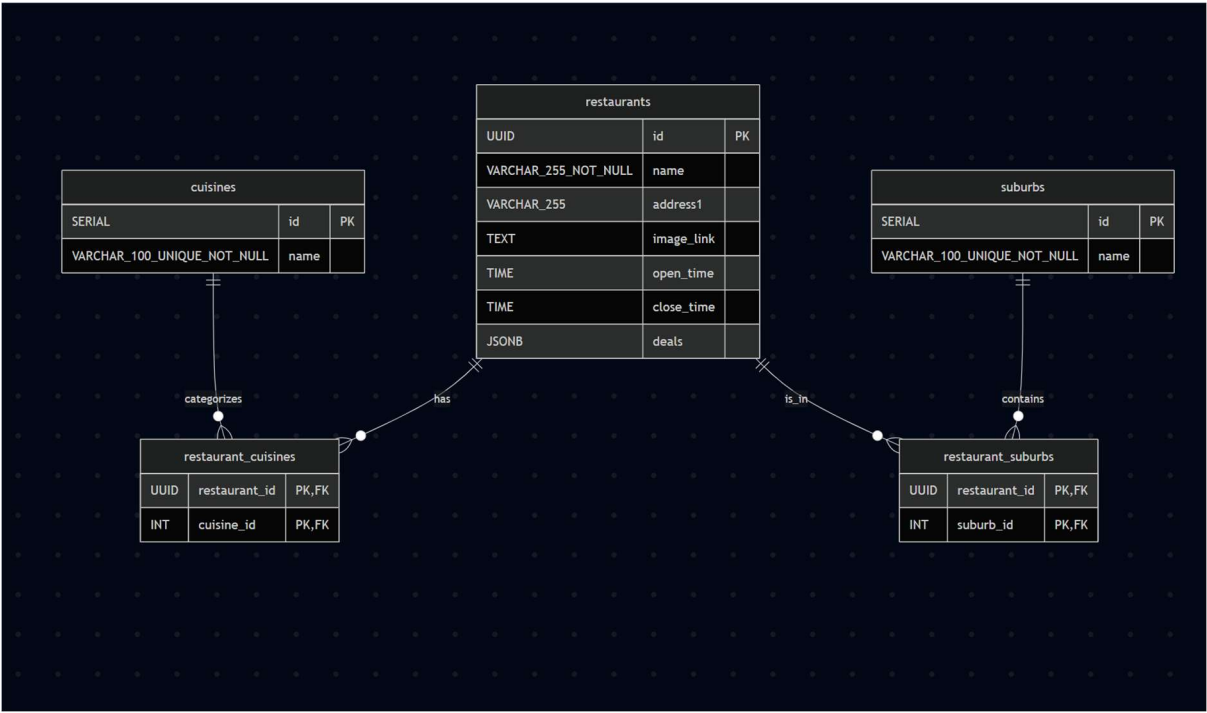 restaurants
UUID id PK
VARCHAR_255_NOT_NULL name
VARCHAR_255 address1
TEXT image_link
TIME open_time
TIME close_time
JSONB deals
cuisines
SERIAL id PK
VARCHAR_100_UNIQUE_NOT_NULL name
suburbs
SERIAL id PK
VARCHAR_100_UNIQUE_NOT_NULL name
categorizes
has
is_in
contains
restaurant_cuisines
UUID restaurant_id PK,FK
INT cuisine_id PK,FK
restaurant_suburbs
UUID restaurant_id PK,FK
INT suburb_id PK,FK